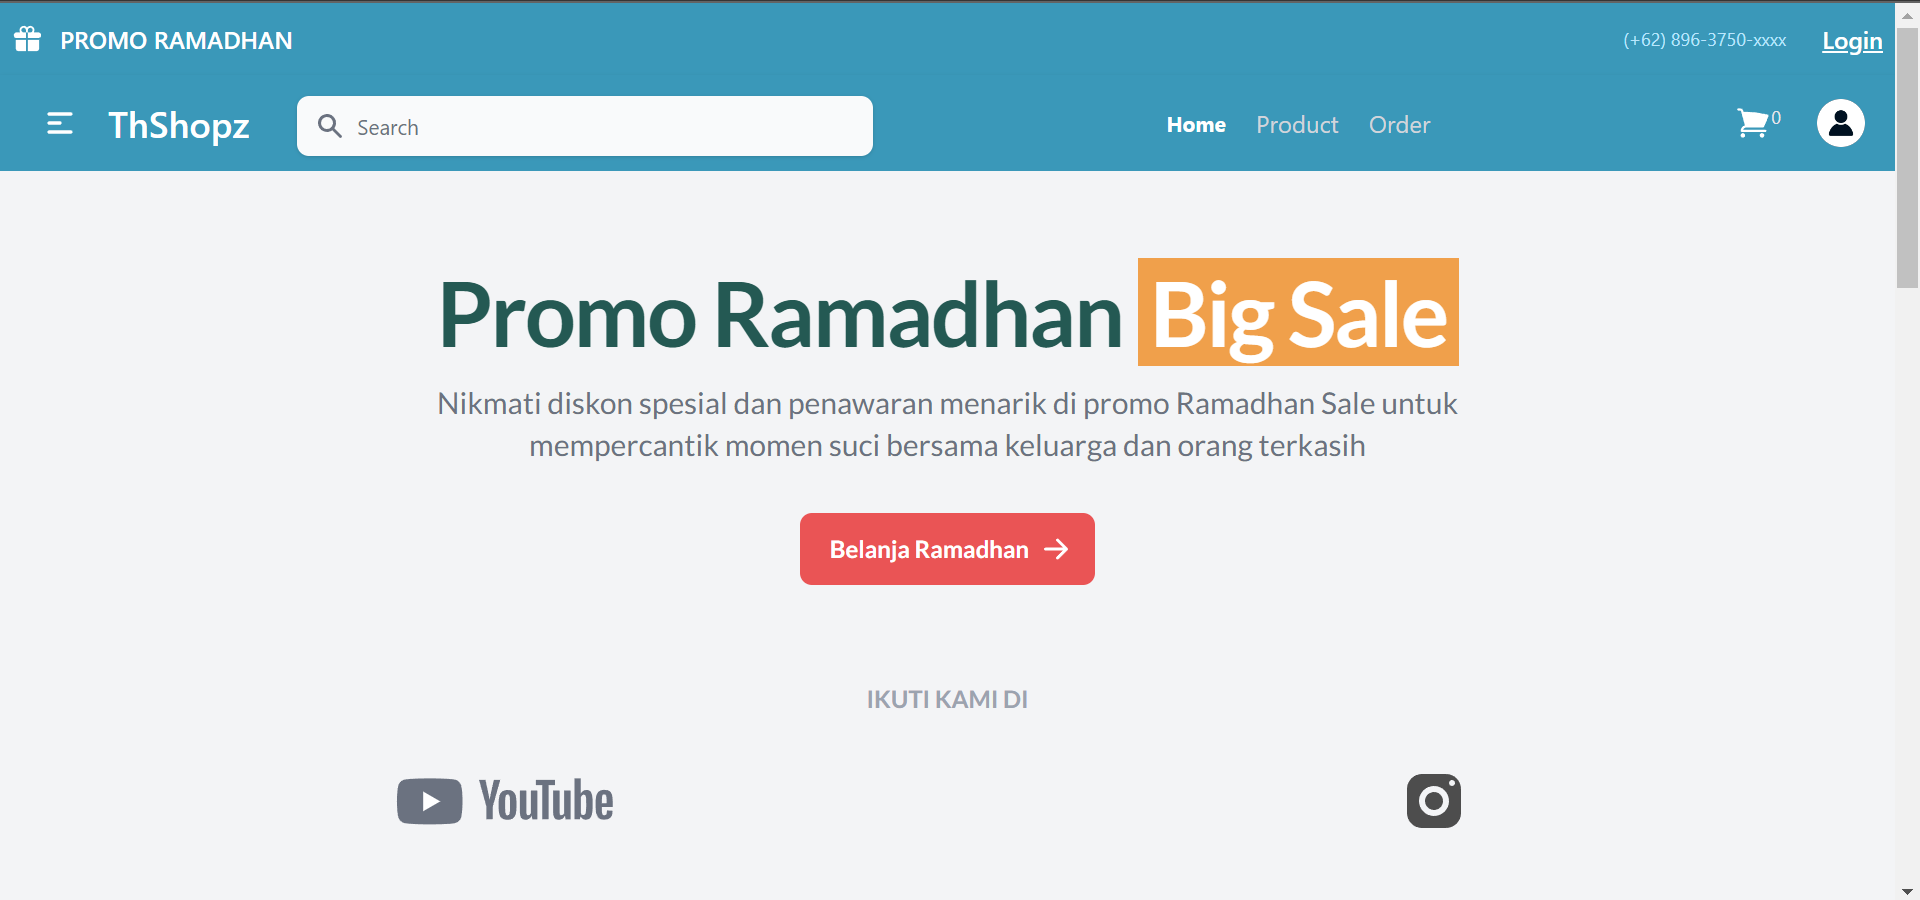 PROMO RAMADHAN
(+62) 896-3750-xxxx
Login
ThShopz
Search
Home
Product
Order
0
Promo Ramadhan Big Sale
Nikmati diskon spesial dan penawaran menarik di promo Ramadhan Sale untuk
mempercantik momen suci bersama keluarga dan orang terkasih
Belanja Ramadhan
IKUTI KAMI DI
YouTube